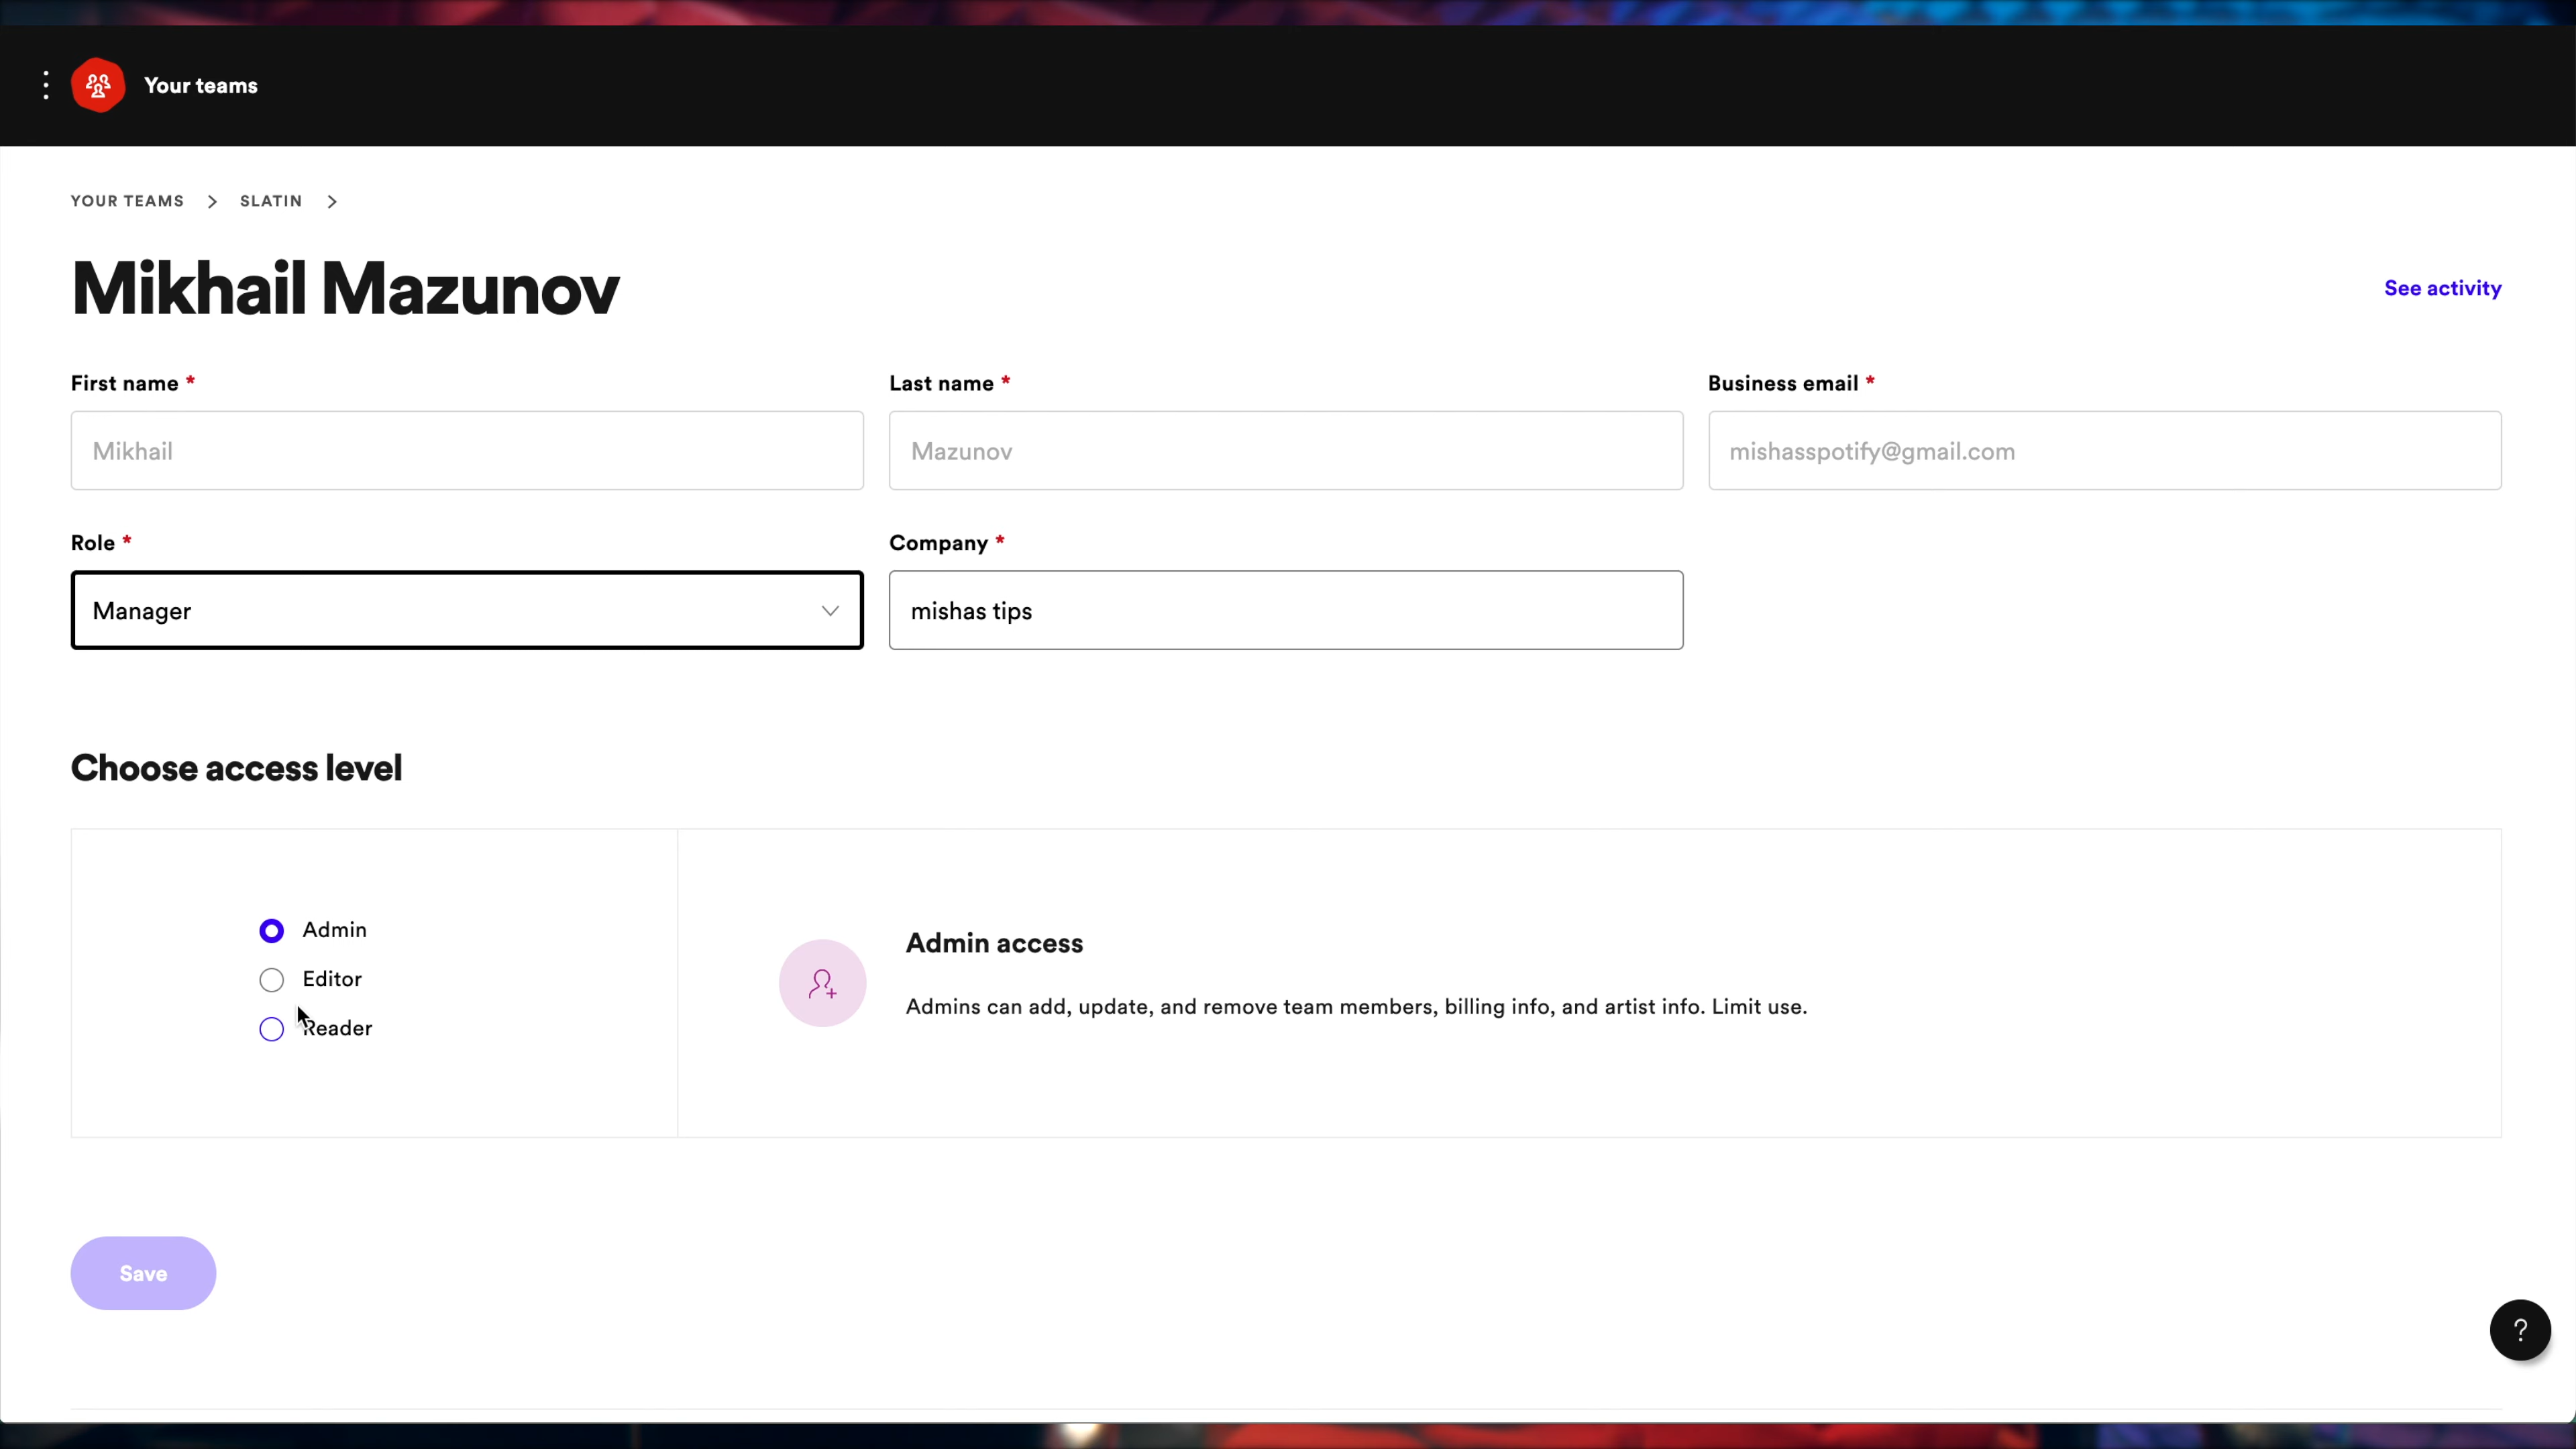 Your teams
YOUR TEAMS > SLATIN >
Mikhail Mazunov
See activity
First name * Last name * Business email *
Mikhail Mazunov mishasspotify@gmail.com
Role * Company *
Manager mishas tips
Choose access level
Admin
Editor
Reader
Admin access
Admins can add, update, and remove team members, billing info, and artist info. Limit use.
Save
?